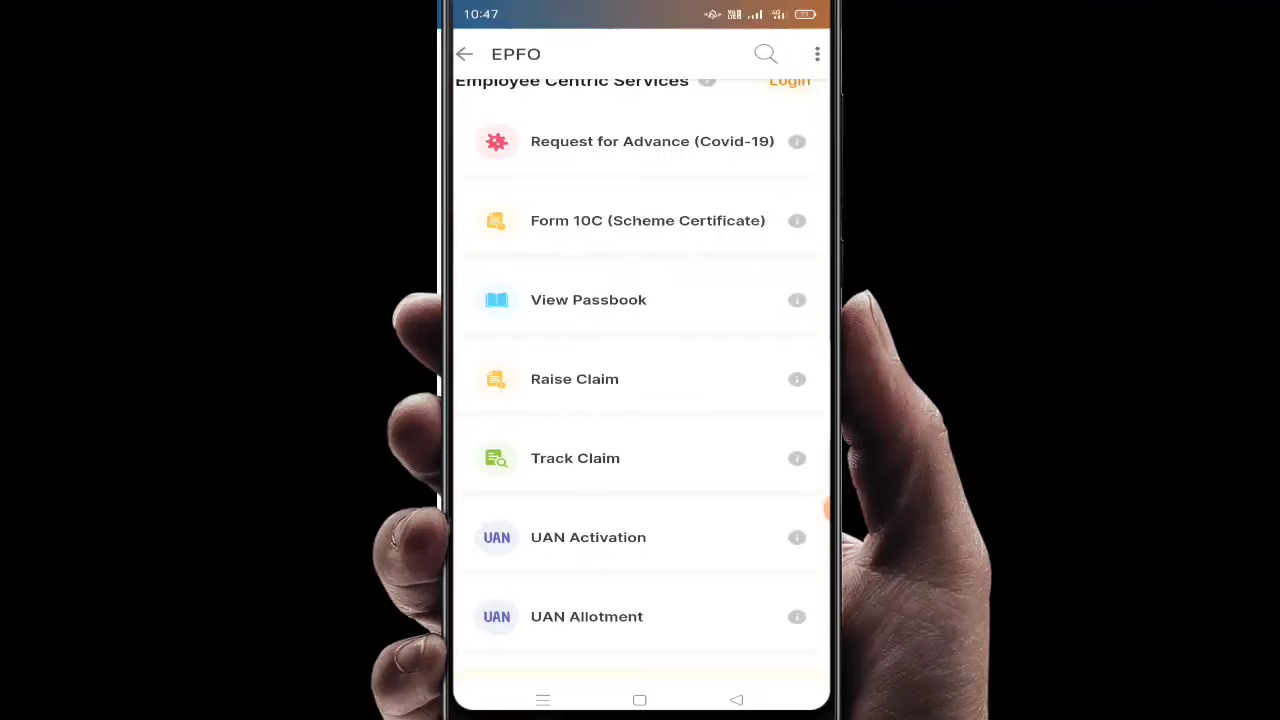 10:47
EPFO
Employee Centric Services
Login
Request for Advance (Covid-19)
Form 10C (Scheme Certificate)
View Passbook
Raise Claim
Track Claim
UAN UAN Activation
UAN UAN Allotment